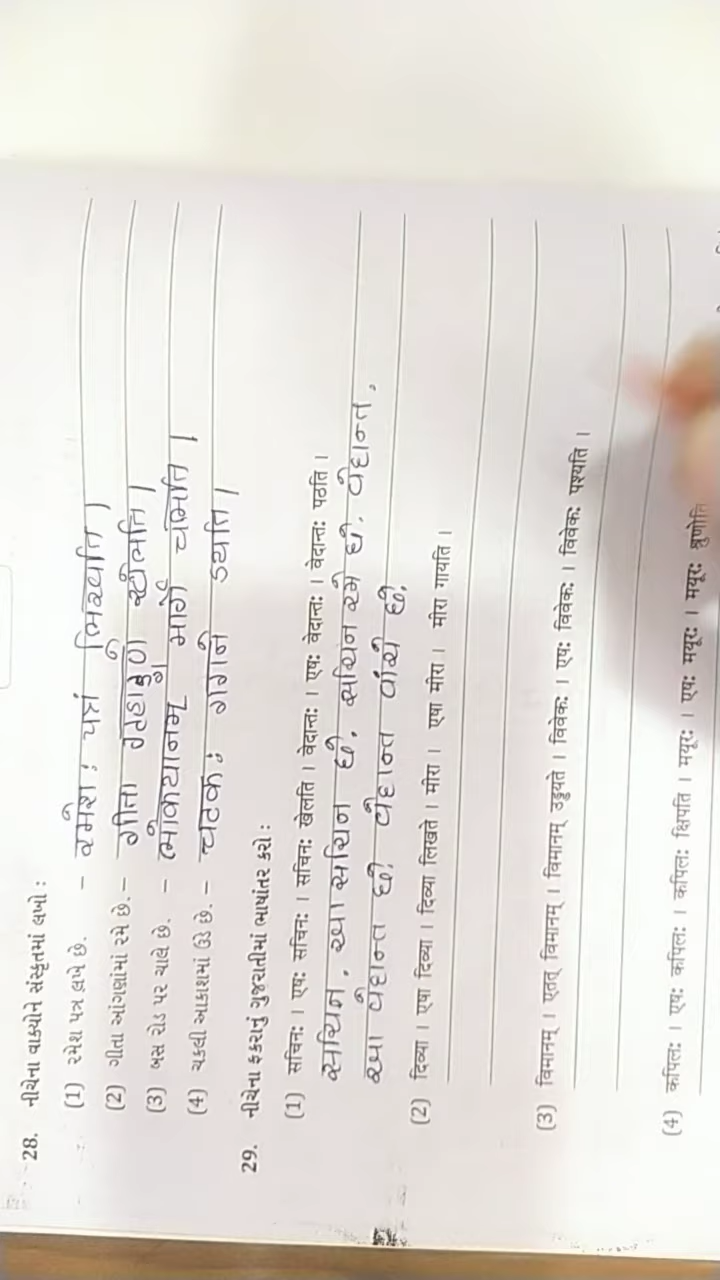 28. નીચેના વાક્યોને સંસ્કૃતમાં લખો :
(1) રમેશ પત્ર લખે છે. – रमेशः पत्रं लिखति ।
(2) ગીતા આંગણાંમાં રમે છે. – गीता खेलति ।
(3) બસ રોડ પર ચાલે છે. – लोकयानम् मार्गे चलति ।
(4) ચકલી આકાશમાં ઉડે છે. – चटकः गगने डयति ।
29. નીચેના ફકરાનું ગુજરાતીમાં ભાષાંતર કરો :
(1) सचिनः । एषः सचिनः । सचिनः खेलति । वेदान्तः । एषः वेदान्तः । वेदान्तः पठति ।
સચિન. આ સચિન છે. સચિન રમે છે. વેદાન્ત.
આ વેદાન્ત છે. વેદાન્ત વાંચે છે.
(2) दिव्या । एषा दिव्या । दिव्या लिखते । मीरा । एषा मीरा । मीरा गायति ।
(3) विमानम् । एतत् विमानम् । विमानम् उड्डयते । विवेकः । एषः विवेकः । विवेकः पश्यति ।
(4) कपिलः । एषः कपिलः । कपिलः क्षिपति । मयूरः । एषः मयूरः । मयूरः